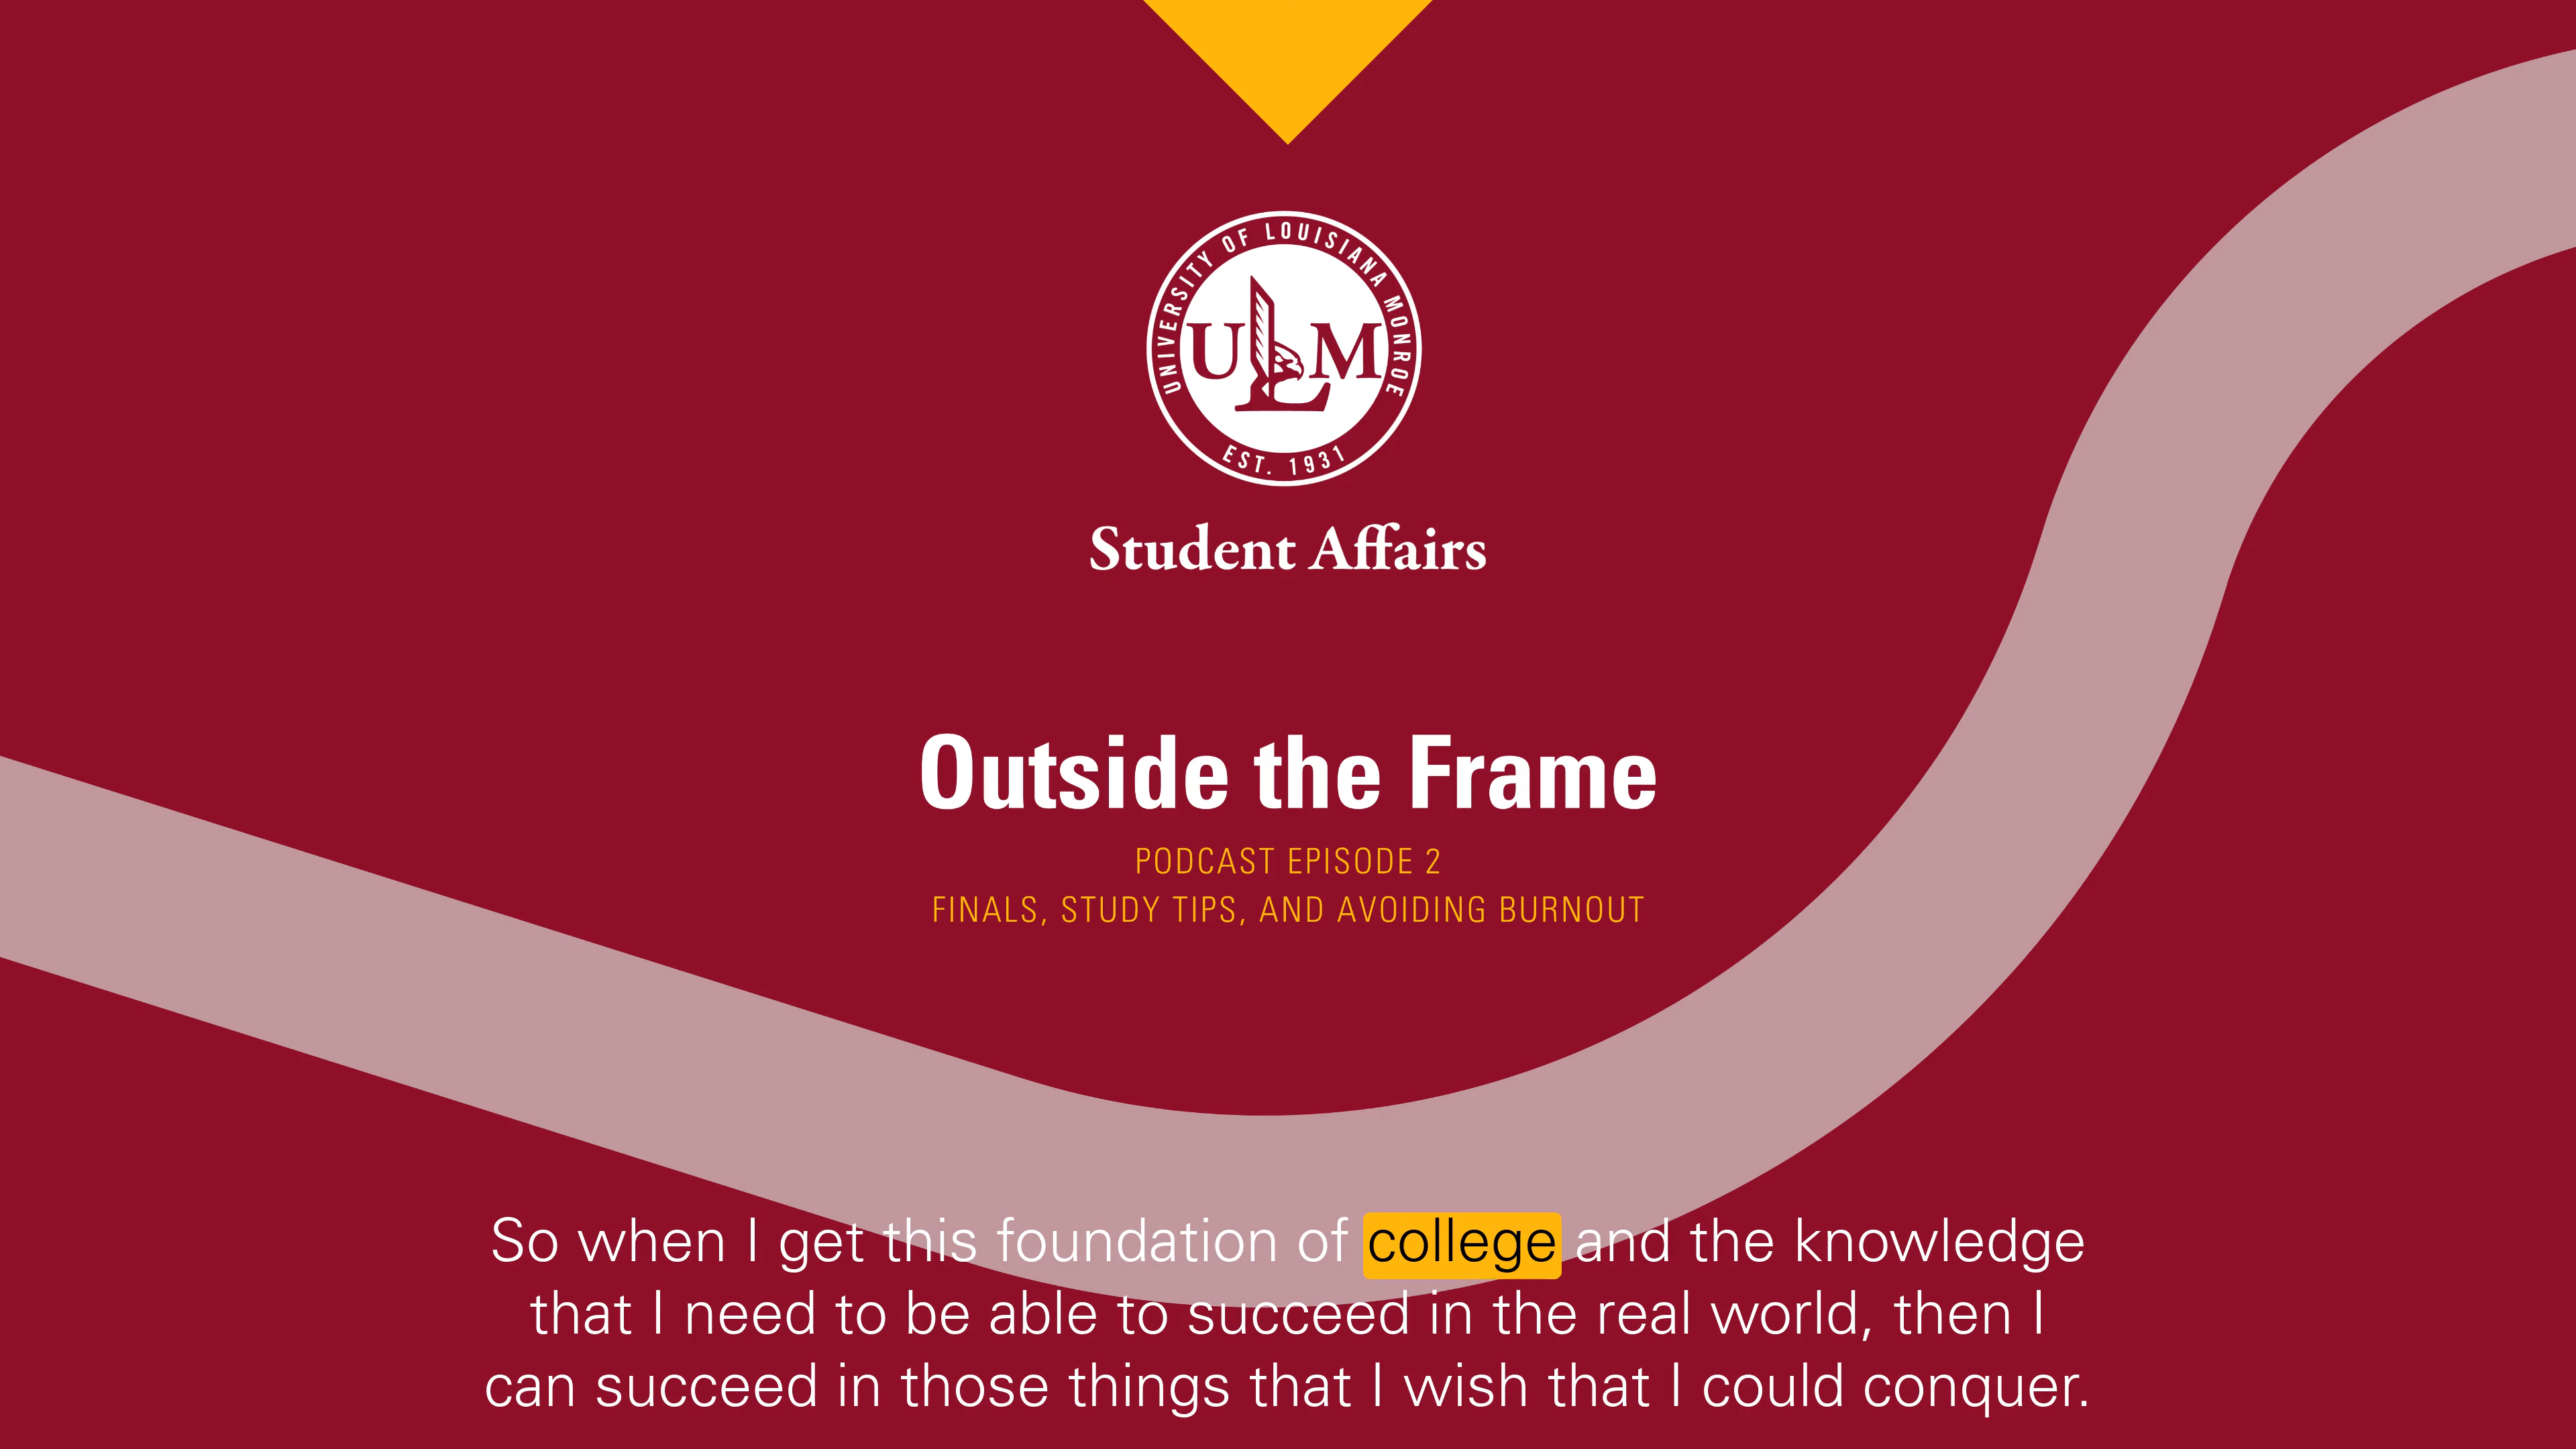 UNIVERSITY OF LOUISIANA MONROE
ULM
EST. 1931
Student Affairs
Outside the Frame
PODCAST EPISODE 2
FINALS, STUDY TIPS, AND AVOIDING BURNOUT
So when I get this foundation of college and the knowledge
that I need to be able to succeed in the real world, then I
can succeed in those things that I wish that I could conquer.